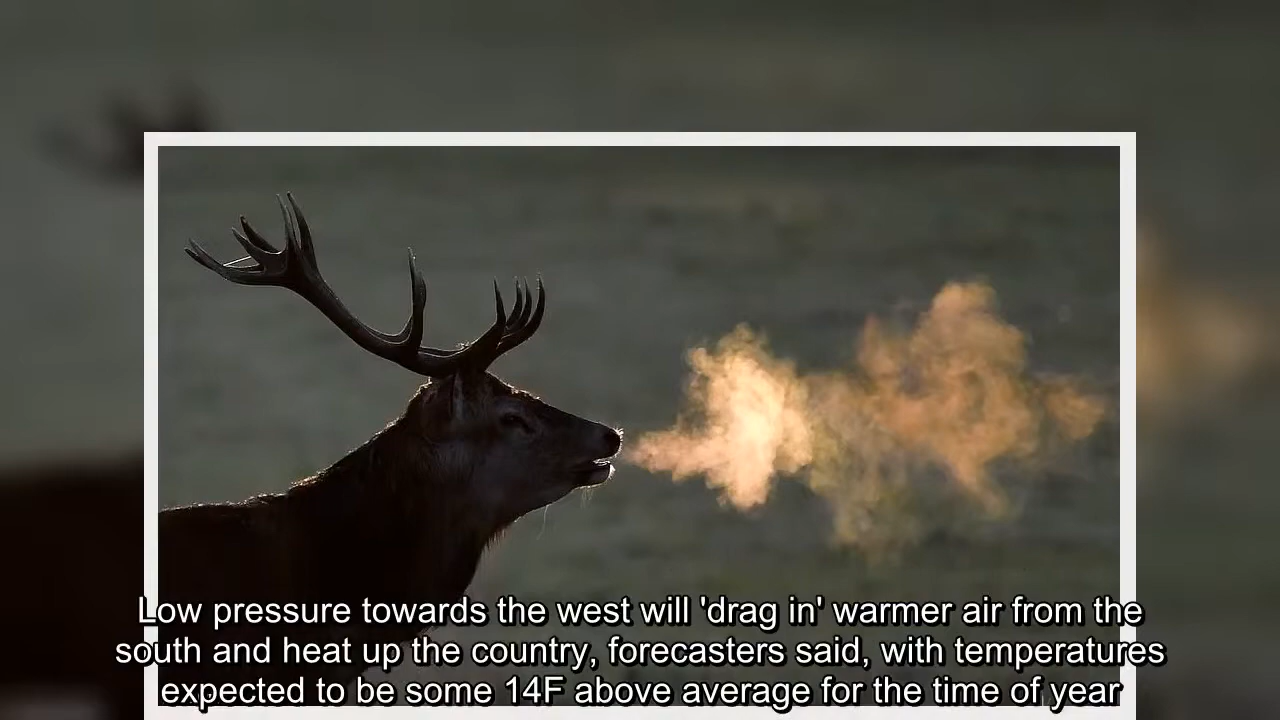 Low pressure towards the west will 'drag in' warmer air from the
south and heat up the country, forecasters said, with temperatures
expected to be some 14F above average for the time of year